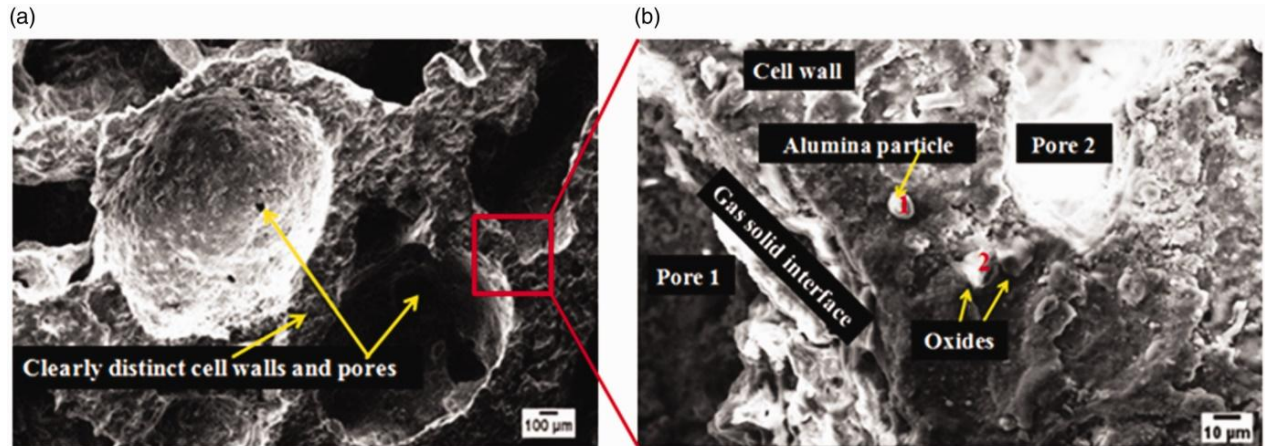 (a)
(b)
Cell wall
Alumina particle
Pore 2
1
Gas solid interface
2
Pore 1
Oxides
Clearly distinct cell walls and pores
100 µm
10 µm